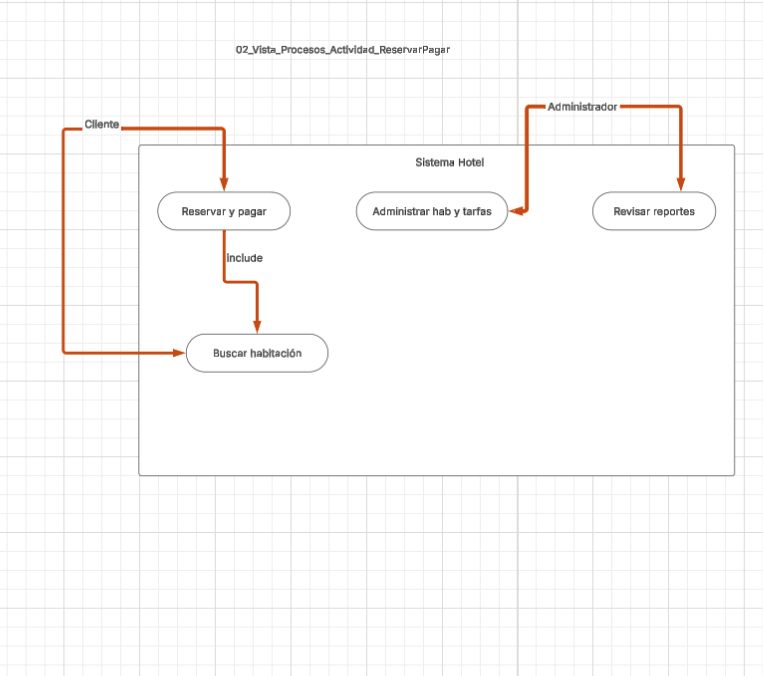 02_Vista_Procesos_Actividad_ReservarPagar
Cliente
Administrador
Sistema Hotel
Reservar y pagar
Administrar hab y tarfas
Revisar reportes
Include
Buscar habitación